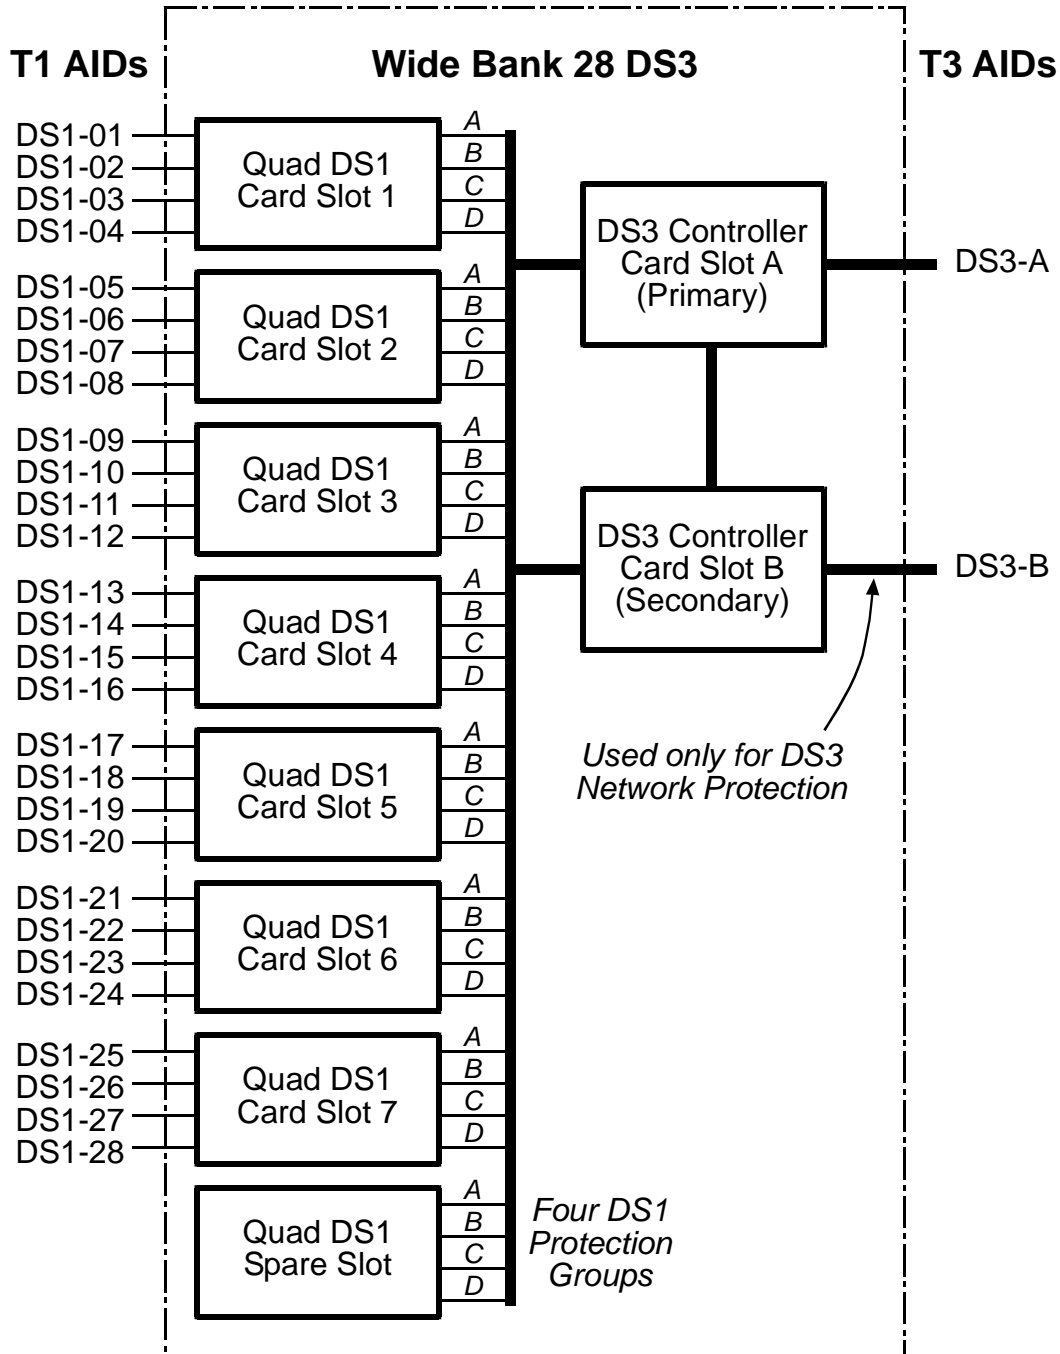 T1 AIDs
Wide Bank 28 DS3
T3 AIDs
DS1-01
DS1-02
DS1-03
DS1-04
Quad DS1
Card Slot 1
A
B
C
D
DS1-05
DS1-06
DS1-07
DS1-08
Quad DS1
Card Slot 2
A
B
C
D
DS1-09
DS1-10
DS1-11
DS1-12
Quad DS1
Card Slot 3
A
B
C
D
DS1-13
DS1-14
DS1-15
DS1-16
Quad DS1
Card Slot 4
A
B
C
D
DS1-17
DS1-18
DS1-19
DS1-20
Quad DS1
Card Slot 5
A
B
C
D
DS1-21
DS1-22
DS1-23
DS1-24
Quad DS1
Card Slot 6
A
B
C
D
DS1-25
DS1-26
DS1-27
DS1-28
Quad DS1
Card Slot 7
A
B
C
D
Quad DS1
Spare Slot
A
B
C
D
Four DS1
Protection
Groups
DS3 Controller
Card Slot A
(Primary)
DS3-A
DS3 Controller
Card Slot B
(Secondary)
DS3-B
Used only for DS3
Network Protection